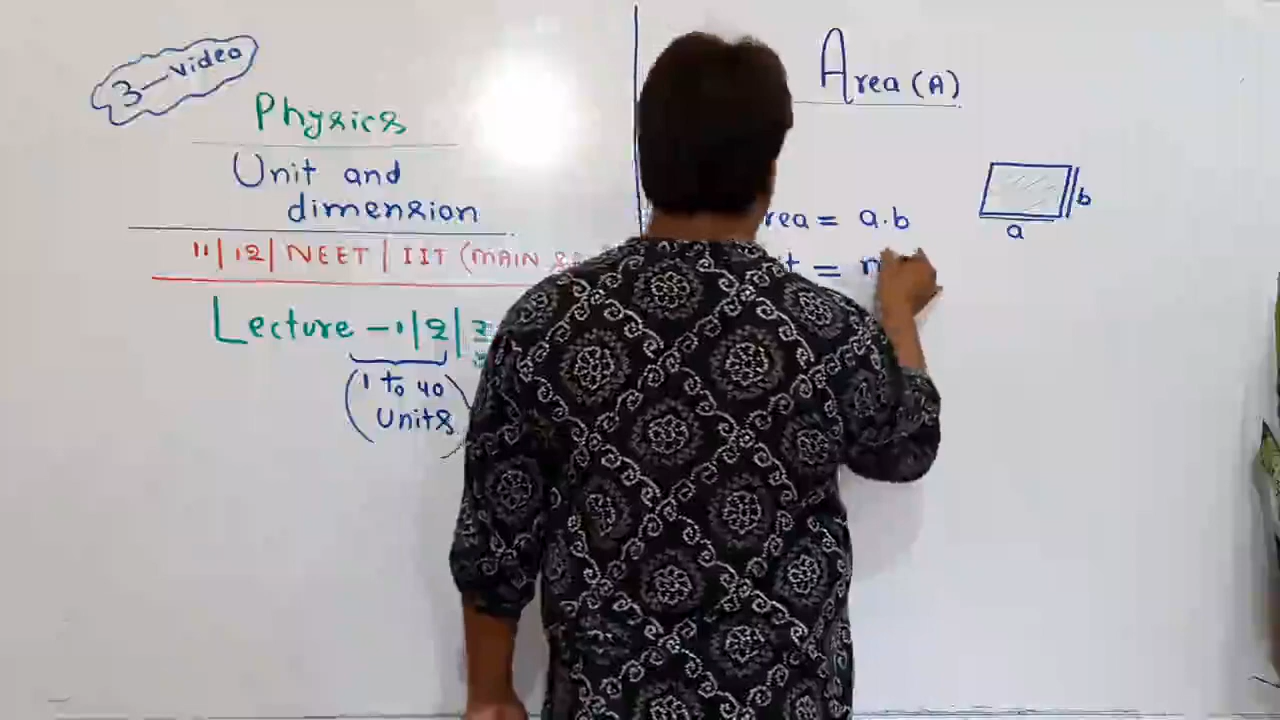 3-video
Physics
Unit and
dimension
11|12|NEET|IIT (MAIN
Lecture -1|2|
(1 to 40)
Units
Area (A)
= a.b
=
b
a